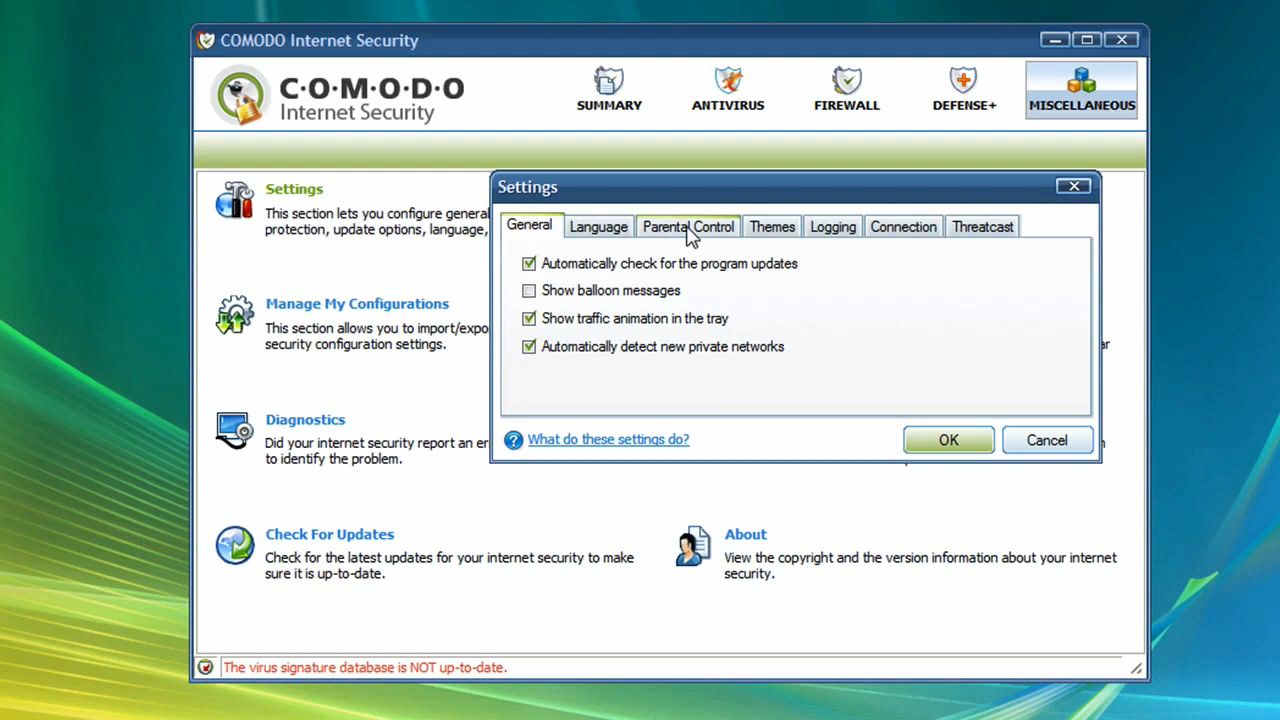 COMODO Internet Security
C·O·M·O·D·O
Internet Security
SUMMARY
ANTIVIRUS
FIREWALL
DEFENSE+
MISCELLANEOUS
Settings
This section lets you configure general
protection, update options, language,
Manage My Configurations
This section allows you to import/expo
security configuration settings.
Diagnostics
Did your internet security report an er
to identify the problem.
Check For Updates
Check for the latest updates for your internet security to make
sure it is up-to-date.
About
View the copyright and the version information about your internet
security.
Settings
General
Language
Parental Control
Themes
Logging
Connection
Threatcast
Automatically check for the program updates
Show balloon messages
Show traffic animation in the tray
Automatically detect new private networks
What do these settings do?
OK
Cancel
The virus signature database is NOT up-to-date.